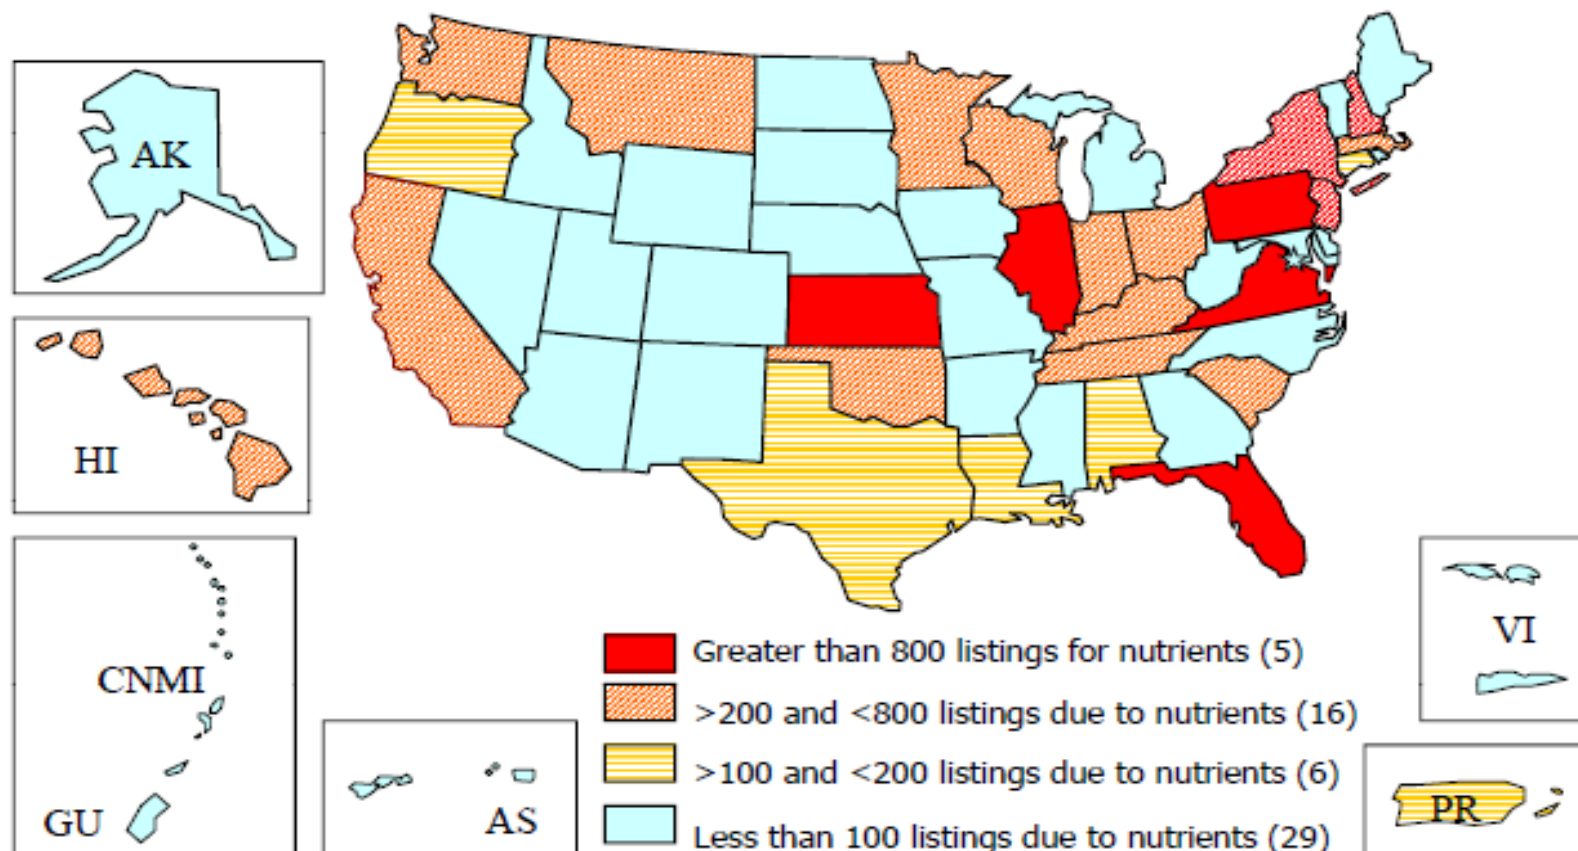 AK
HI
CNMI
GU
AS
VI
PR
Greater than 800 listings for nutrients (5)
>200 and <800 listings due to nutrients (16)
>100 and <200 listings due to nutrients (6)
Less than 100 listings due to nutrients (29)